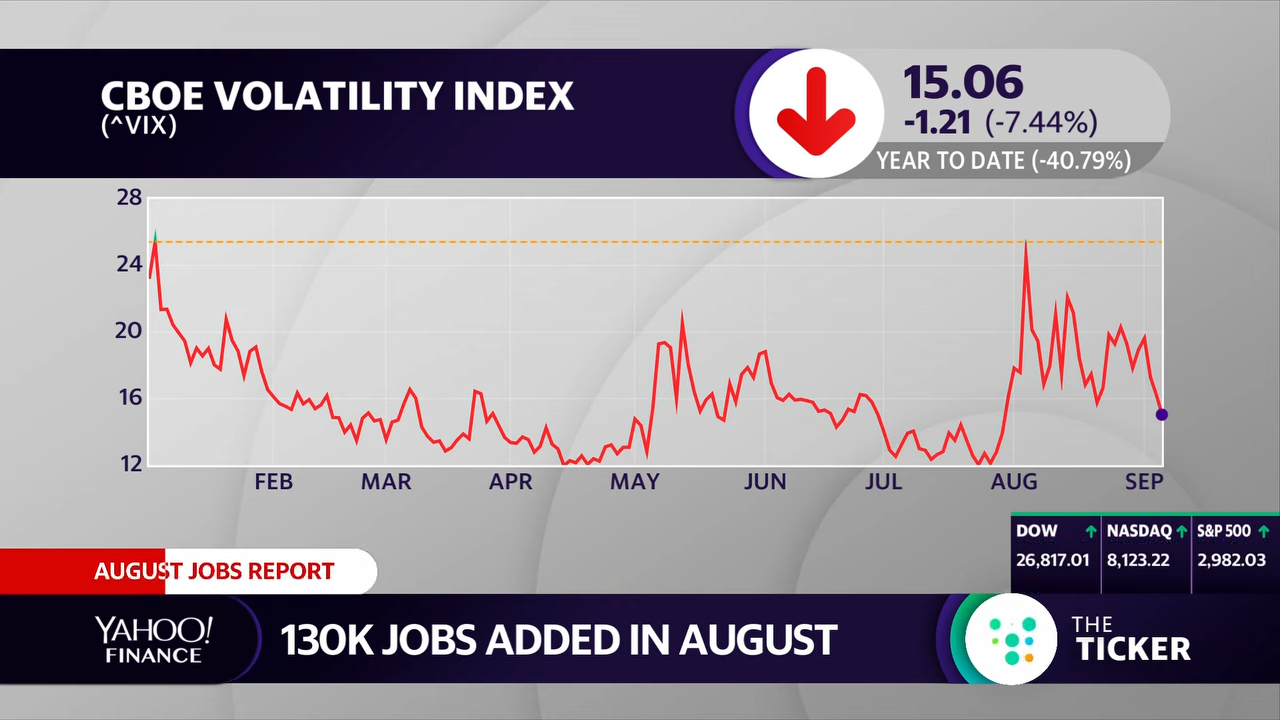 CBOE VOLATILITY INDEX
(^VIX)
15.06
-1.21 (-7.44%)
YEAR TO DATE (-40.79%)
28
24
20
16
12
FEB MAR APR MAY JUN JUL AUG SEP
DOW NASDAQ S&P 500
26,817.01 8,123.22 2,982.03
AUGUST JOBS REPORT
YAHOO!
FINANCE
130K JOBS ADDED IN AUGUST
THE
TICKER